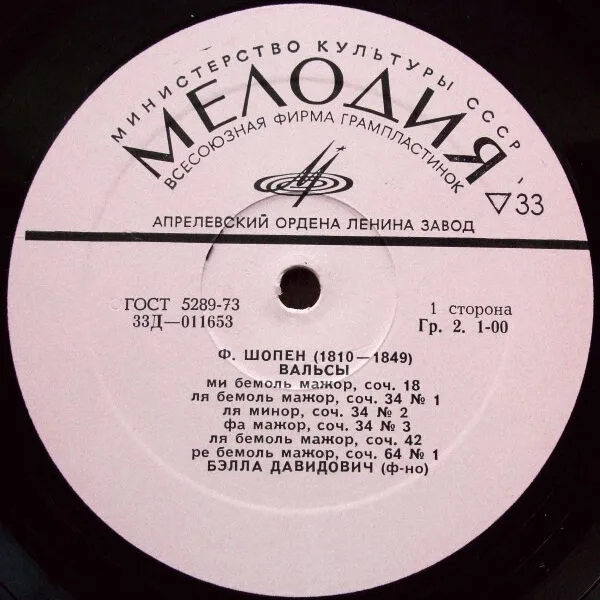 МИНИСТЕРСТВО КУЛЬТУРЫ СССР
МЕЛОДИЯ
ВСЕСОЮЗНАЯ ФИРМА ГРАМПЛАСТИНОК
▽33
АПРЕЛЕВСКИЙ ОРДЕНА ЛЕНИНА ЗАВОД
ГОСТ 5289-73
33Д—011653
1 сторона
Гр. 2. 1-00
Ф. ШОПЕН (1810—1849)
ВАЛЬСЫ
ми бемоль мажор, соч. 18
ля бемоль мажор, соч. 34 № 1
ля минор, соч. 34 № 2
фа мажор, соч. 34 № 3
ля бемоль мажор, соч. 42
ре бемоль мажор, соч. 64 № 1
БЭЛЛА ДАВИДОВИЧ (ф-но)